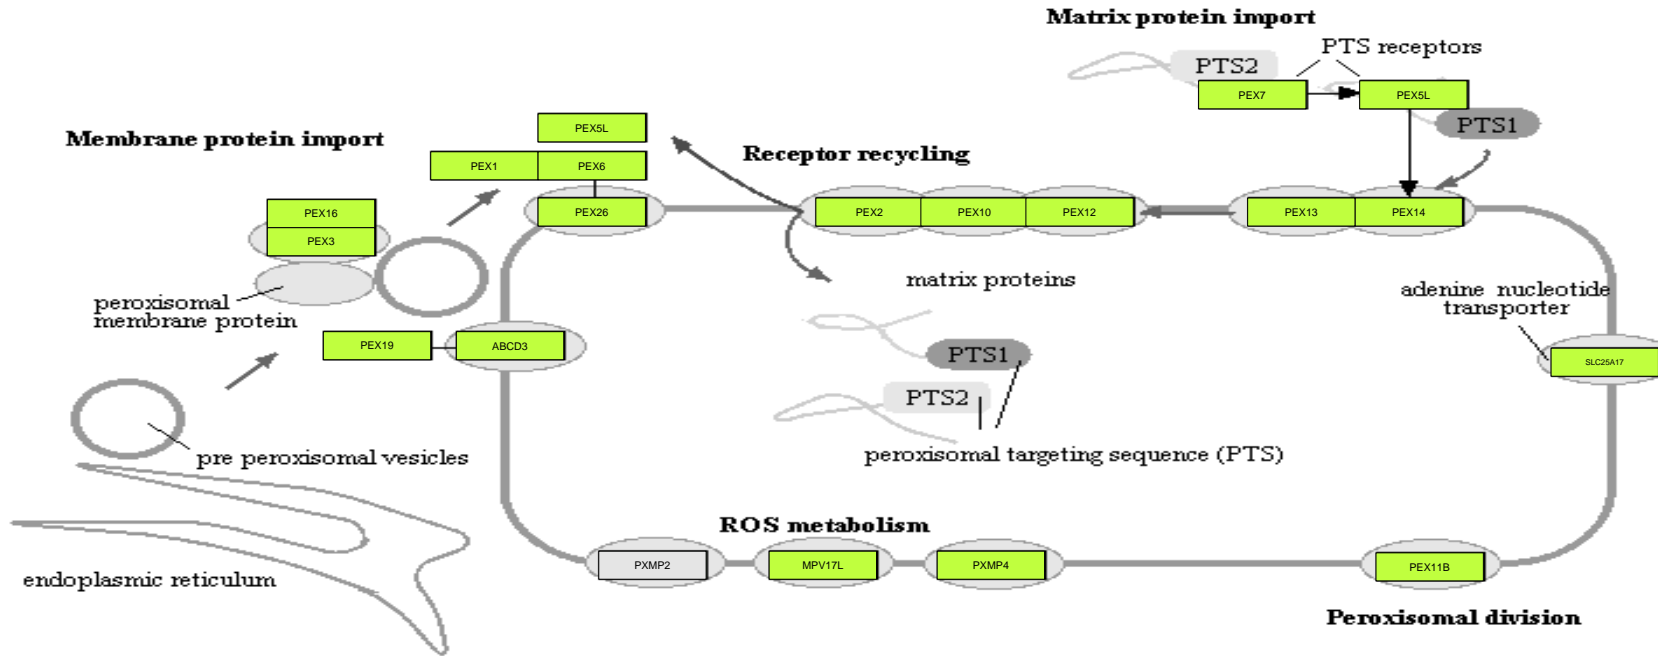 Matrix protein import
PTS receptors
PTS2
PEX7
PEX5L
PTS1
Membrane protein import
PEX5L
PEX1
PEX6
Receptor recycling
PEX16
PEX3
PEX26
PEX2
PEX10
PEX12
PEX13
PEX14
peroxisomal
membrane protein
matrix proteins
adenine nucleotide
transporter
PEX19
ABCD3
PTS1
SLC25A17
PTS2
pre peroxisomal vesicles
peroxisomal targeting sequence (PTS)
ROS metabolism
endoplasmic reticulum
PXMP2
MPV17L
PXMP4
PEX11B
Peroxisomal division